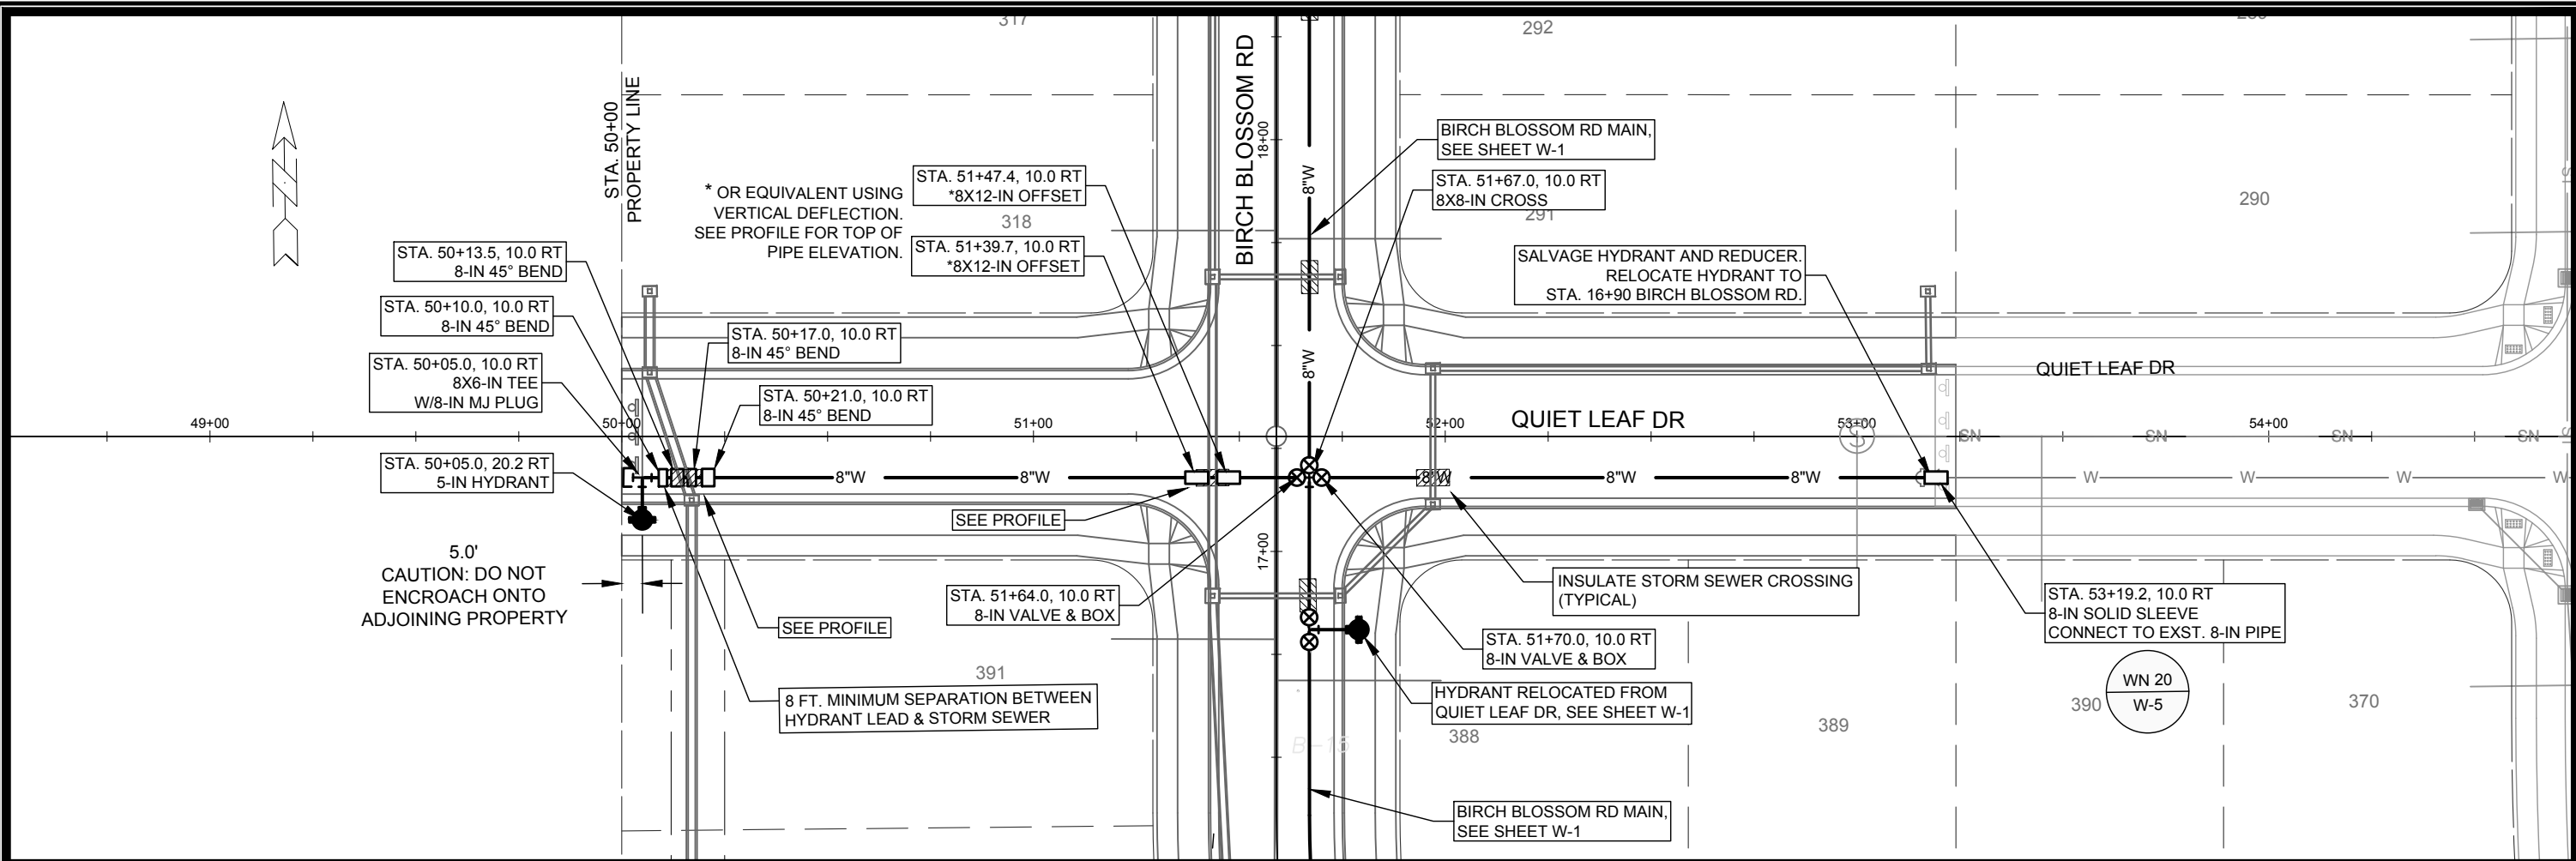 317
292
STA. 50+00
PROPERTY LINE
BIRCH BLOSSOM RD
18+00
8"W
BIRCH BLOSSOM RD MAIN,
SEE SHEET W-1
STA. 51+47.4, 10.0 RT
*8X12-IN OFFSET
* OR EQUIVALENT USING
VERTICAL DEFLECTION.
SEE PROFILE FOR TOP OF
PIPE ELEVATION.
318
STA. 51+39.7, 10.0 RT
*8X12-IN OFFSET
STA. 51+67.0, 10.0 RT
8X8-IN CROSS
291
290
SALVAGE HYDRANT AND REDUCER.
RELOCATE HYDRANT TO
STA. 16+90 BIRCH BLOSSOM RD.
STA. 50+13.5, 10.0 RT
8-IN 45° BEND
STA. 50+10.0, 10.0 RT
8-IN 45° BEND
STA. 50+17.0, 10.0 RT
8-IN 45° BEND
8"W
STA. 50+05.0, 10.0 RT
8X6-IN TEE
W/8-IN MJ PLUG
STA. 50+21.0, 10.0 RT
8-IN 45° BEND
QUIET LEAF DR
QUIET LEAF DR
49+00
50+00
51+00
52+00
53+00
54+00
SN
SN
SN
SN
STA. 50+05.0, 20.2 RT
5-IN HYDRANT
8"W
8"W
8"W
8"W
8"W
W
W
W
W
SEE PROFILE
17+00
5.0'
CAUTION: DO NOT
ENCROACH ONTO
ADJOINING PROPERTY
STA. 51+64.0, 10.0 RT
8-IN VALVE & BOX
INSULATE STORM SEWER CROSSING
(TYPICAL)
STA. 53+19.2, 10.0 RT
8-IN SOLID SLEEVE
CONNECT TO EXST. 8-IN PIPE
SEE PROFILE
STA. 51+70.0, 10.0 RT
8-IN VALVE & BOX
391
8 FT. MINIMUM SEPARATION BETWEEN
HYDRANT LEAD & STORM SEWER
HYDRANT RELOCATED FROM
QUIET LEAF DR, SEE SHEET W-1
WN 20
W-5
390
370
389
388
BIRCH BLOSSOM RD MAIN,
SEE SHEET W-1